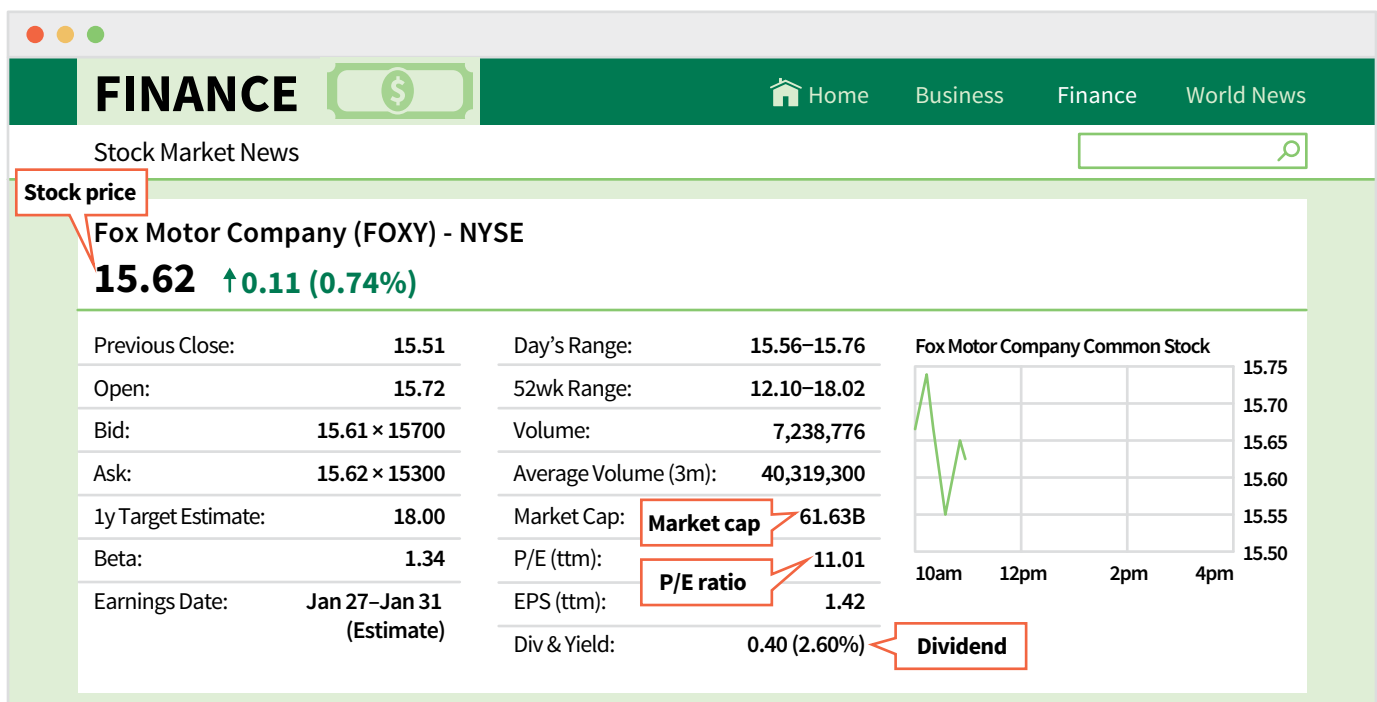 FINANCE
$
Home Business Finance World News
Stock Market News
Stock price
Fox Motor Company (FOXY) - NYSE
15.62 0.11 (0.74%)
Previous Close: 15.51
Open: 15.72
Bid: 15.61 × 15700
Ask: 15.62 × 15300
1y Target Estimate: 18.00
Beta: 1.34
Earnings Date: Jan 27–Jan 31
(Estimate)
Day’s Range: 15.56–15.76
52wk Range: 12.10–18.02
Volume: 7,238,776
Average Volume (3m): 40,319,300
Market Cap: 61.63B
Market cap
P/E (ttm): 11.01
P/E ratio
EPS (ttm): 1.42
Div & Yield: 0.40 (2.60%)
Dividend
Fox Motor Company Common Stock
15.75
15.70
15.65
15.60
15.55
15.50
10am 12pm 2pm 4pm